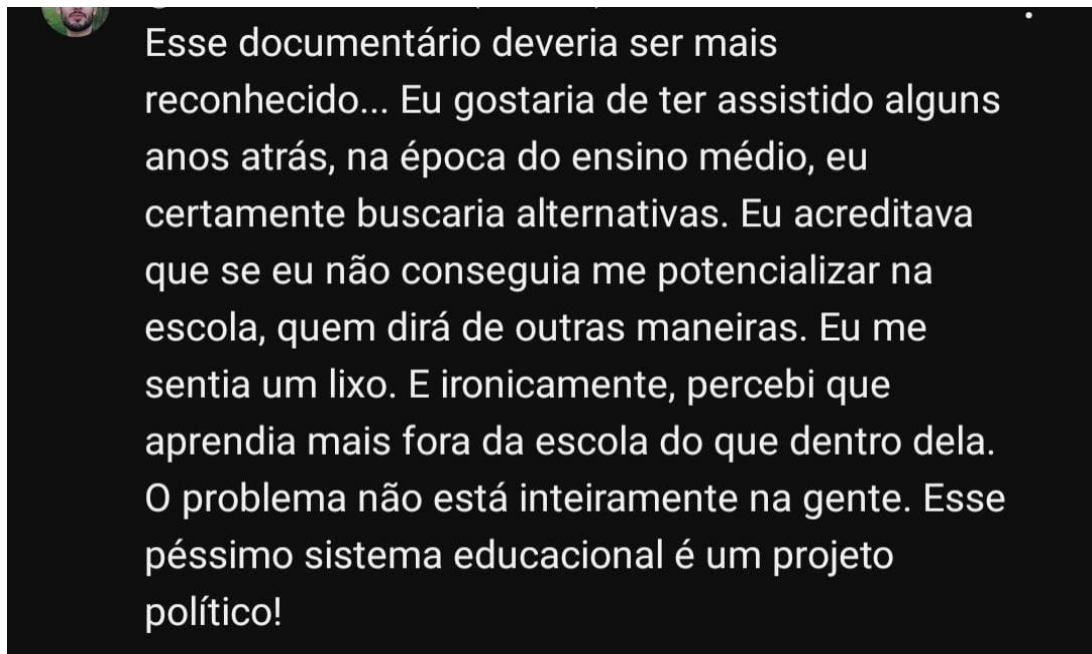 Esse documentário deveria ser mais
reconhecido... Eu gostaria de ter assistido alguns
anos atrás, na época do ensino médio, eu
certamente buscaria alternativas. Eu acreditava
que se eu não conseguia me potencializar na
escola, quem dirá de outras maneiras. Eu me
sentia um lixo. E ironicamente, percebi que
aprendia mais fora da escola do que dentro dela.
O problema não está inteiramente na gente. Esse
péssimo sistema educacional é um projeto
político!